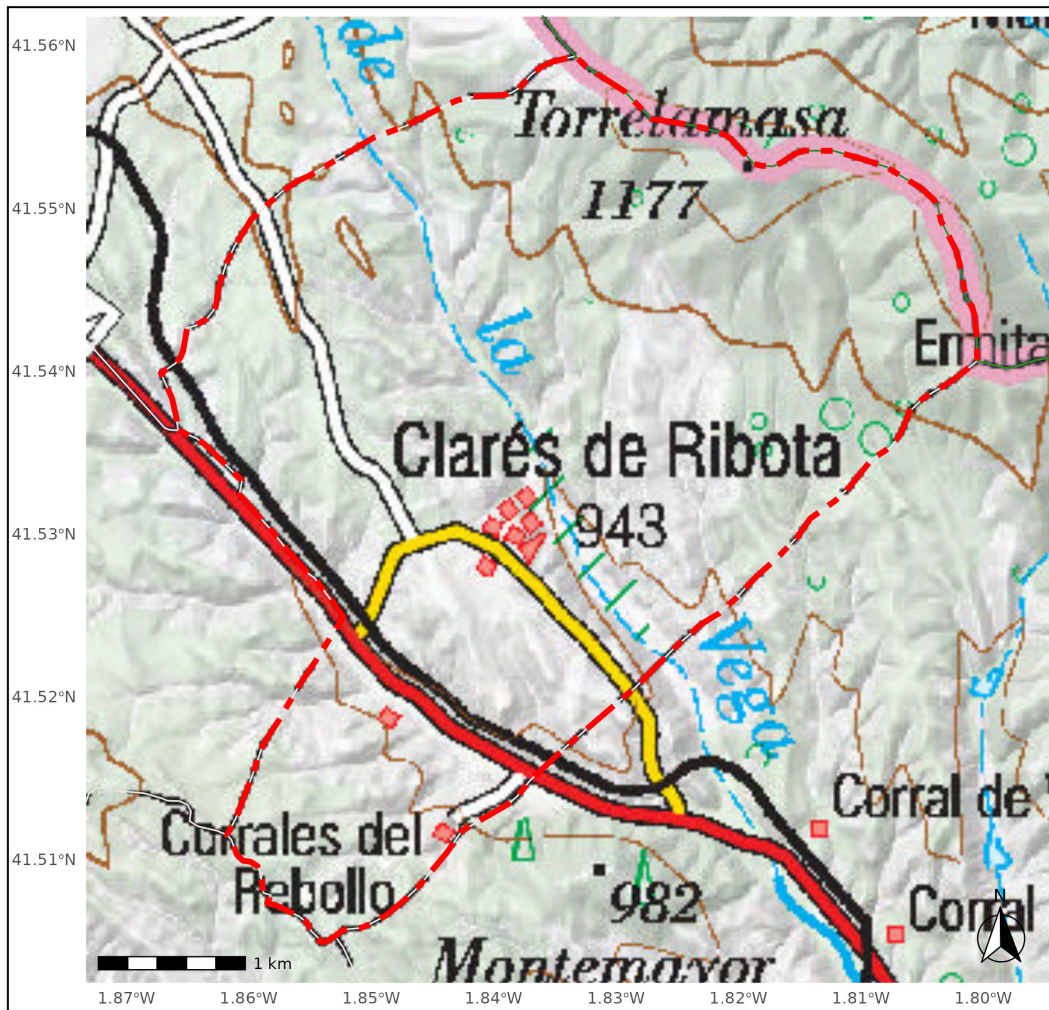 41.56°N
41.55°N
41.54°N
41.53°N
41.52°N
41.51°N
de
Torrelamasa
1177
la
Ermita
Clarés de Ribota
943
Vega
Corral de
Currales del
Rebollo
982
Corral
Montemayor
N
1 km
1.87°W
1.86°W
1.85°W
1.84°W
1.83°W
1.82°W
1.81°W
1.80°W